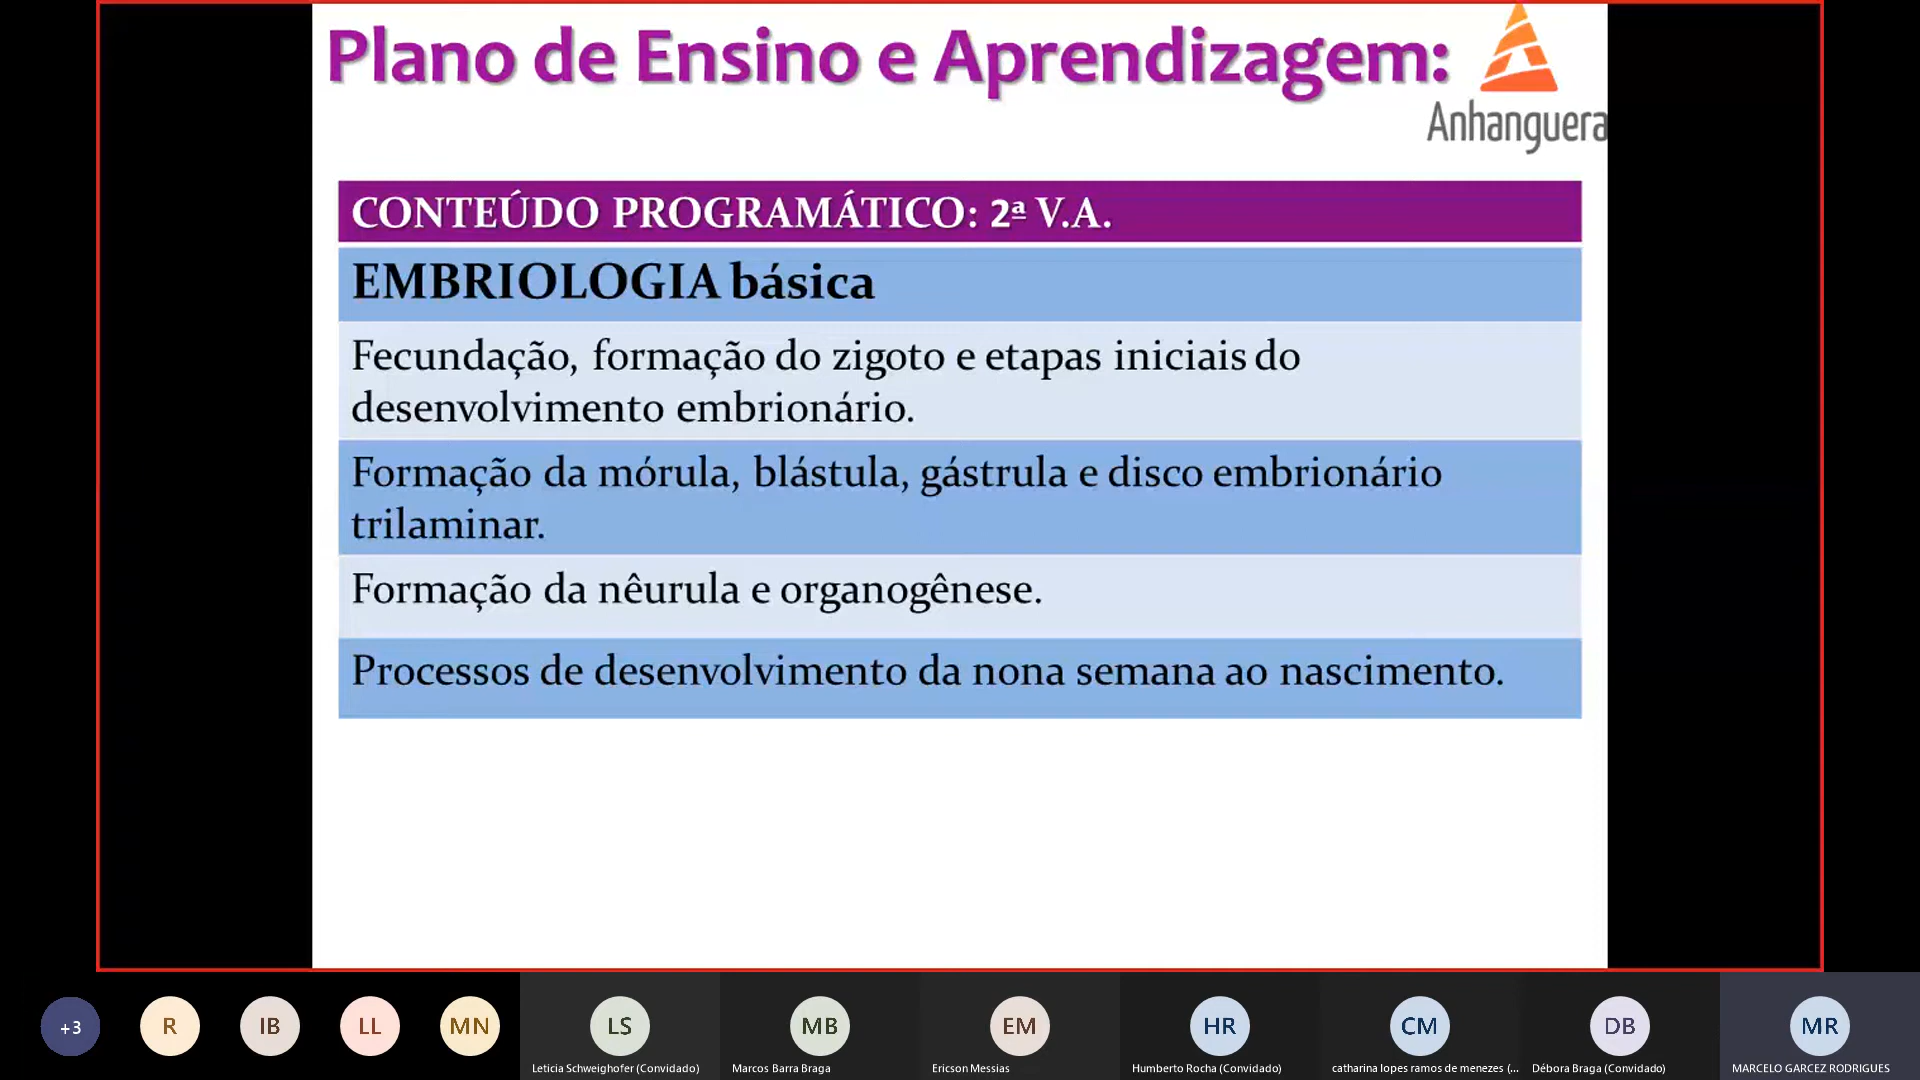 Plano de Ensino e Aprendizagem:
Anhanguera
CONTEÚDO PROGRAMÁTICO: 2ª V.A.
EMBRIOLOGIA básica
Fecundação, formação do zigoto e etapas iniciais do
desenvolvimento embrionário.
Formação da mórula, blástula, gástrula e disco embrionário
trilaminar.
Formação da nêurula e organogênese.
Processos de desenvolvimento da nona semana ao nascimento.
+3
R
IB
LL
MN
LS
MB
EM
HR
CM
DB
MR
Leticia Schweighofer (Convidado)
Marcos Barra Braga
Ericson Messias
Humberto Rocha (Convidado)
catharina lopes ramos de menezes (...
Débora Braga (Convidado)
MARCELO GARCEZ RODRIGUES